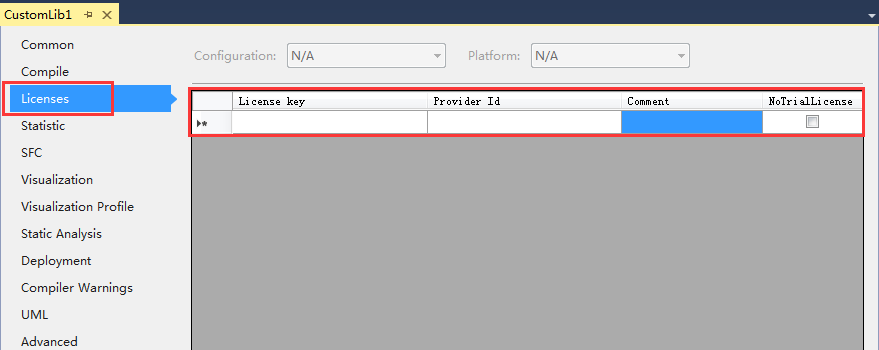 CustomLib1
Common
Compile
Licenses
Statistic
SFC
Visualization
Visualization Profile
Static Analysis
Deployment
Compiler Warnings
UML
Advanced
Configuration: N/A Platform: N/A
License key Provider Id Comment NoTrialLicense